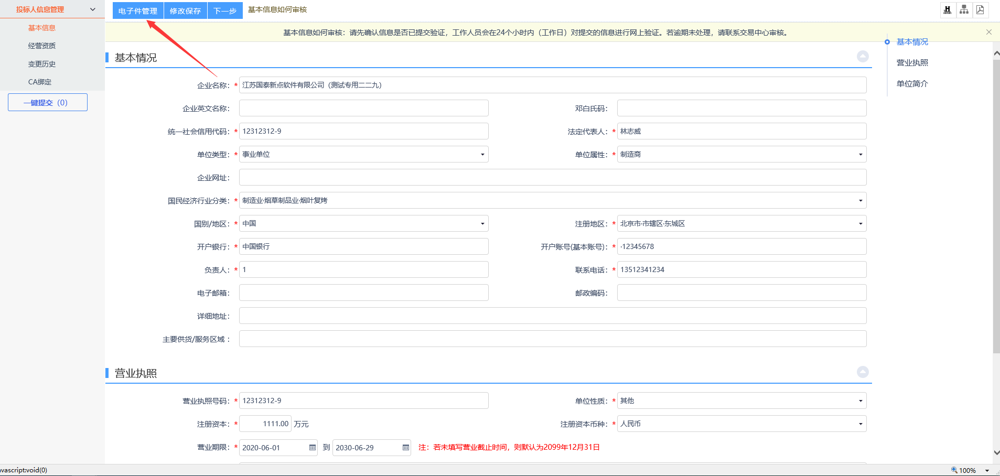 投标人信息管理
基本信息
经营资质
变更历史
CA绑定
一键提交（0）
电子件管理 修改保存 下一步 基本信息如何审核
基本信息如何审核：请先确认信息是否已提交验证，工作人员会在24个小时内（工作日）对提交的信息进行网上验证。若逾期未处理，请联系交易中心审核。
基本情况
营业执照
单位简介
基本情况
企业名称：* 江苏国泰新点软件有限公司（测试专用二二九）
企业英文名称： 邓白氏码：
统一社会信用代码：* 12312312-9 法定代表人：* 林志威
单位类型：* 事业单位 单位属性：* 制造商
企业网址：
国民经济行业分类：* 制造业·烟草制品业·烟叶复烤
国别/地区：* 中国 注册地区：* 北京市·市辖区·东城区
开户银行：* 中国银行 开户账号(基本账号)：* ·12345678
负责人：* 1 联系电话：* 13512341234
电子邮箱： 邮政编码：
详细地址：
主要供货/服务区域：
营业执照
营业执照号码：* 12312312-9 单位性质：* 其他
注册资本：* 1111.00 万元 注册资本币种：* 人民币
营业期限：* 2020-06-01 到 2030-06-29 注：若未填写营业截止时间，则默认为2099年12月31日
avascript:void(0) 100%